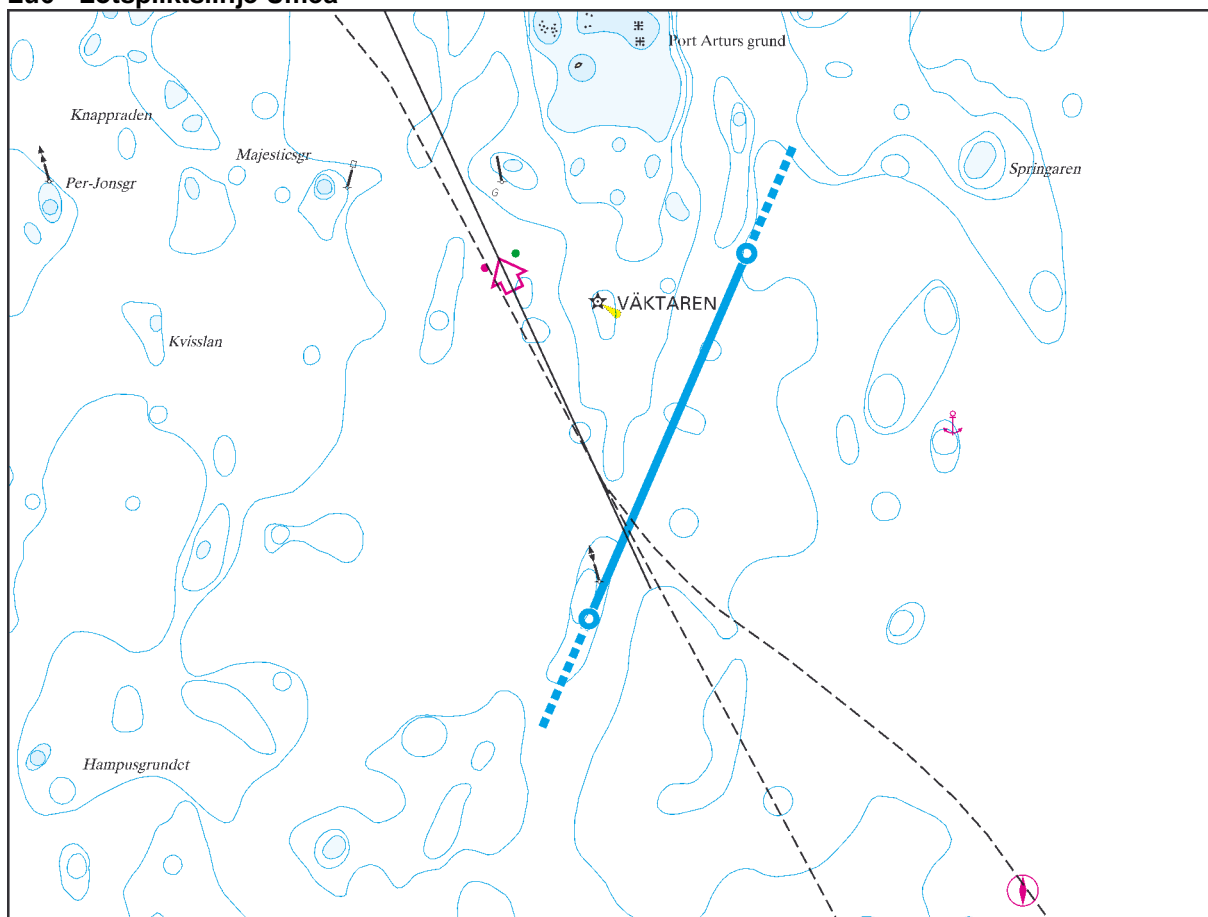 Port Arturs grund
Knappraden
Majesticsgr
Per-Jonsgr
Springaren
G
VÄKTAREN
Kvisslan
Hampusgrundet